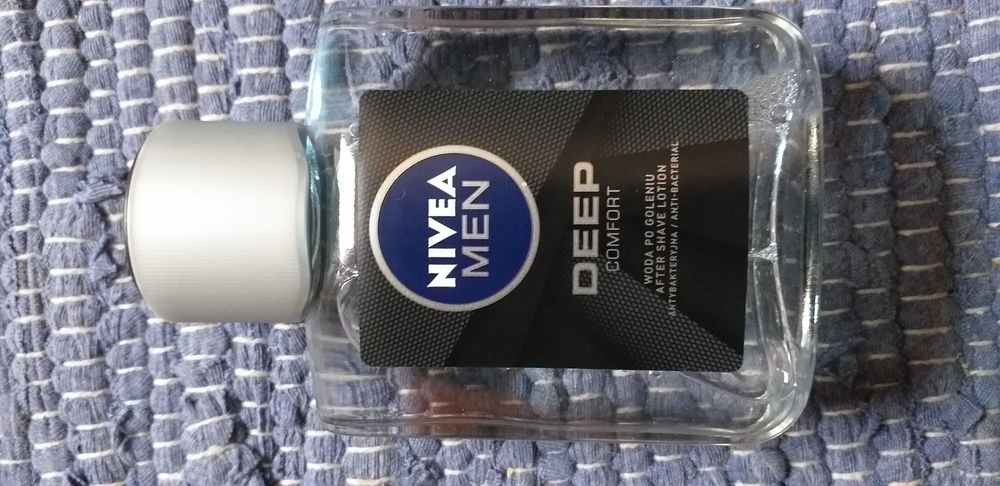 NIVEA
MEN
DEEP
COMFORT
WODA PO GOLENIU
AFTER SHAVE LOTION
ANTYBAKTERYJNA / ANTI-BACTERIAL